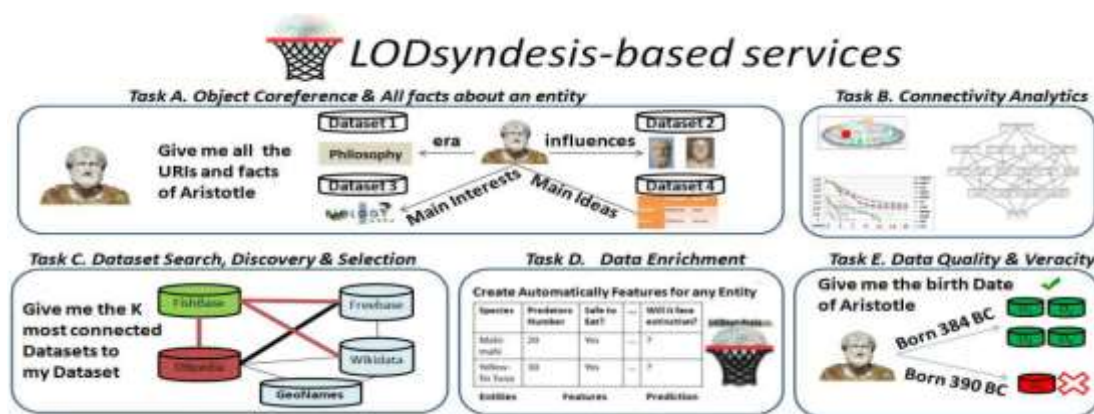 LODsyndesis-based services
Task A. Object Coreference & All facts about an entity
Give me all the
URIs and facts
of Aristotle
Dataset 1
Philosophy
era
influences
Dataset 2
Dataset 3
Main Interests
Main Ideas
Dataset 4
Task B. Connectivity Analytics
Task C. Dataset Search, Discovery & Selection
Give me the K
most connected
Datasets to
my Dataset
FishBase
Freebase
Wikidata
GeoNames
Task D. Data Enrichment
Create Automatically Features for any Entity
Species Predators Number Safe to Eat? ... Will it face extinction?
20 Yes ... ?
Yes ... ?
Entities Features Prediction
Task E. Data Quality & Veracity
Give me the birth Date
of Aristotle
Born 384 BC
Born 390 BC